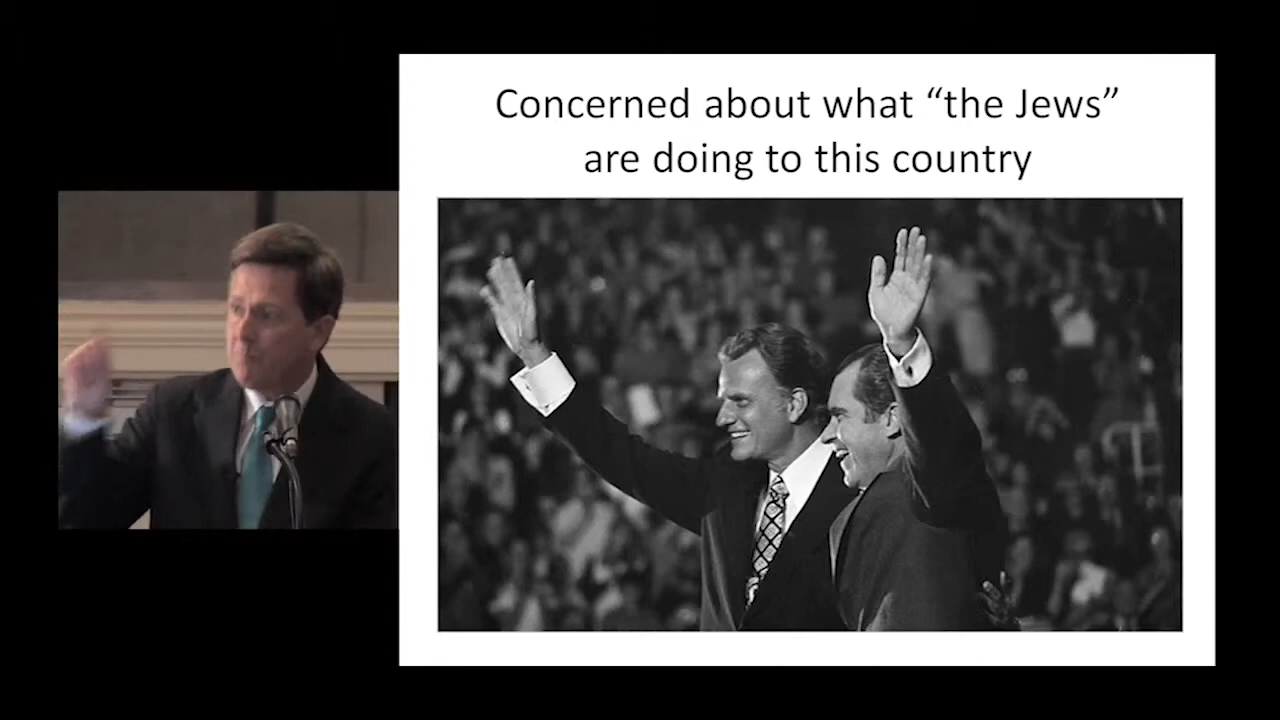 Concerned about what “the Jews”
are doing to this country